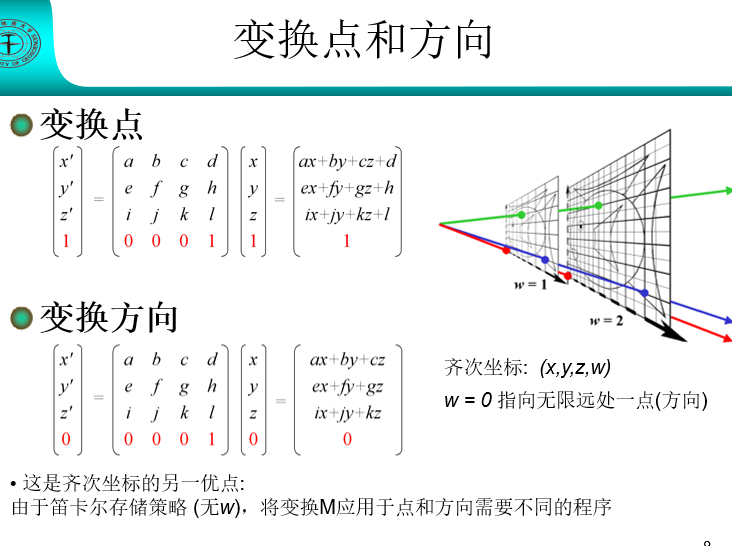 变换点和方向
变换点
x' a b c d x ax+by+cz+d
y' e f g h y ex+fy+gz+h
z' = i j k l z = ix+jy+kz+l
1 0 0 0 1 1 1
w = 1
w = 2
变换方向
x' a b c d x ax+by+cz
y' e f g h y ex+fy+gz
z' = i j k l z = ix+jy+kz
0 0 0 0 1 0 0
齐次坐标: (x,y,z,w)
w = 0 指向无限远处一点(方向)
• 这是齐次坐标的另一优点:
由于笛卡尔存储策略 (无w)，将变换M应用于点和方向需要不同的程序